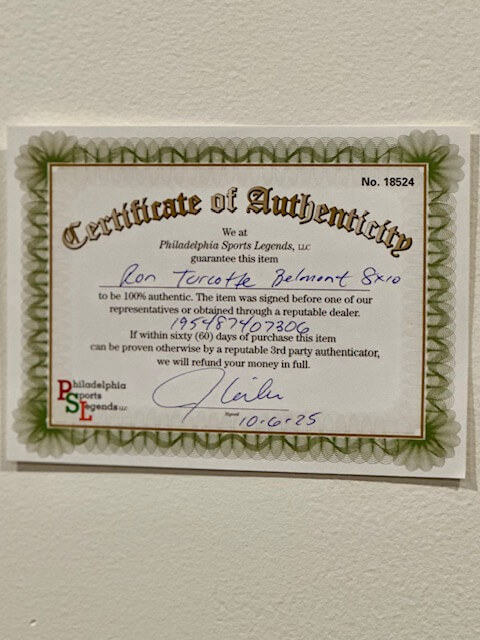 No. 18524
Certificate of Authenticity
We at
Philadelphia Sports Legends, LLC
guarantee this item
Ron Turcotte Belmont 8x10
to be 100% authentic. The item was signed before one of our
representatives or obtained through a reputable dealer.
195487407306
If within sixty (60) days of purchase this item
can be proven otherwise by a reputable 3rd party authenticator,
we will refund your money in full.
Philadelphia
Sports
Legends LLC
Signed
10-6-25